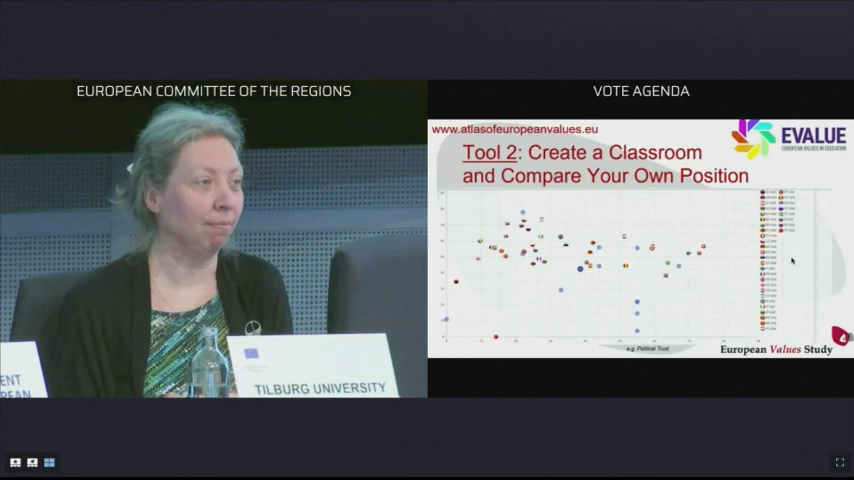 EUROPEAN COMMITTEE OF THE REGIONS
VOTE AGENDA
www.atlasofeuropeanvalues.eu
EVALUE
EUROPEAN VALUES IN EDUCATION
Tool 2: Create a Classroom
and Compare Your Own Position
e.g. Political Trust
European Values Study
ENT
PEAN
TILBURG UNIVERSITY